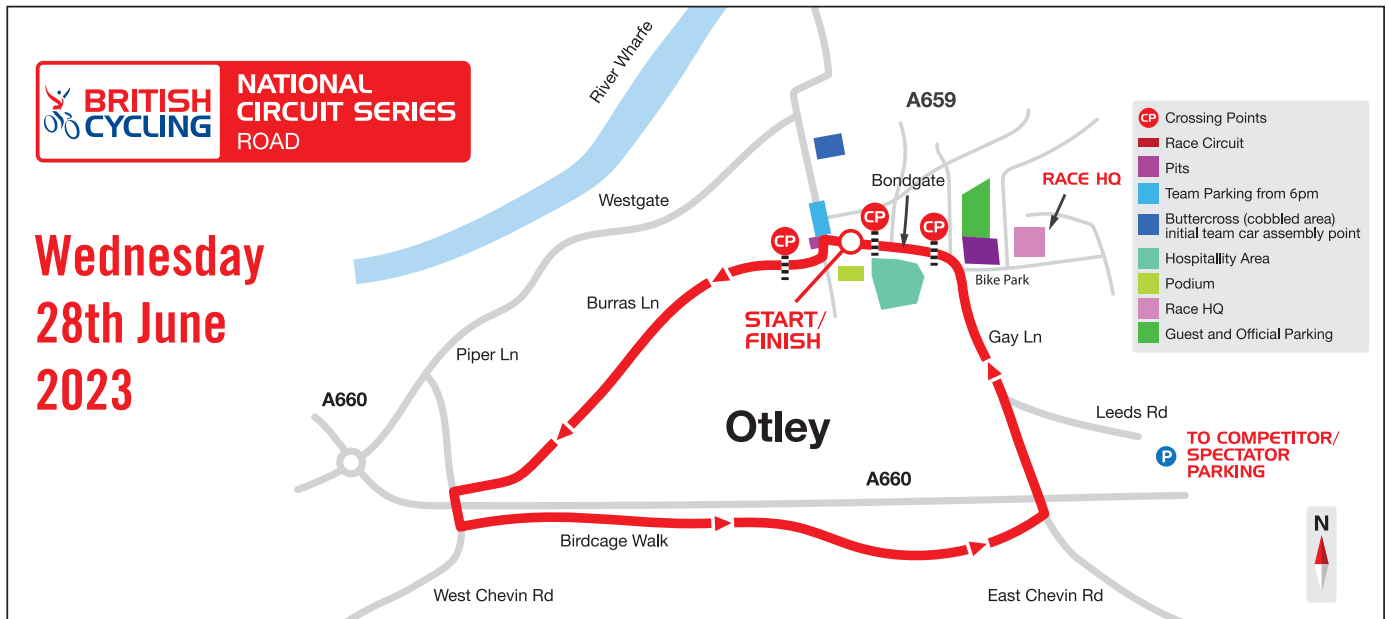 BRITISH
CYCLING
NATIONAL
CIRCUIT SERIES
ROAD
Wednesday
28th June
2023
River Wharfe
A659
Westgate
Bondgate
RACE HQ
CP
CP
CP
Burras Ln
START/
FINISH
Bike Park
Gay Ln
Piper Ln
A660
Otley
Leeds Rd
P
TO COMPETITOR/
SPECTATOR
PARKING
A660
Birdcage Walk
West Chevin Rd
East Chevin Rd
N
CP Crossing Points
Race Circuit
Pits
Team Parking from 6pm
Buttercross (cobbled area)
initial team car assembly point
Hospitallity Area
Podium
Race HQ
Guest and Official Parking